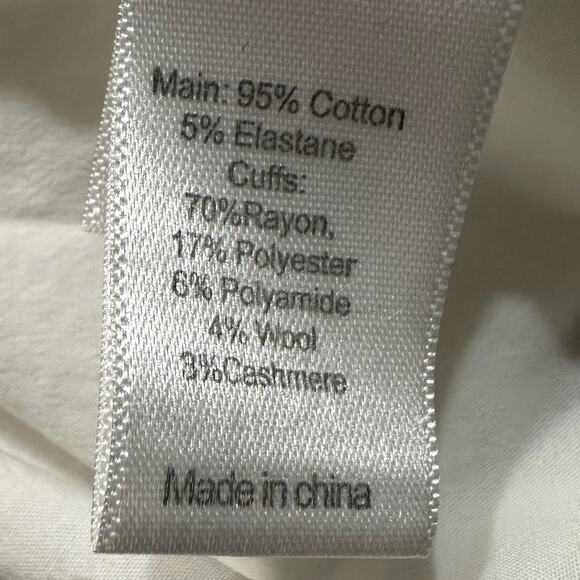 Main: 95% Cotton
5% Elastane
Cuffs:
70%Rayon,
17% Polyester
6% Polyamide
4% Wool
3%Cashmere
Made in china